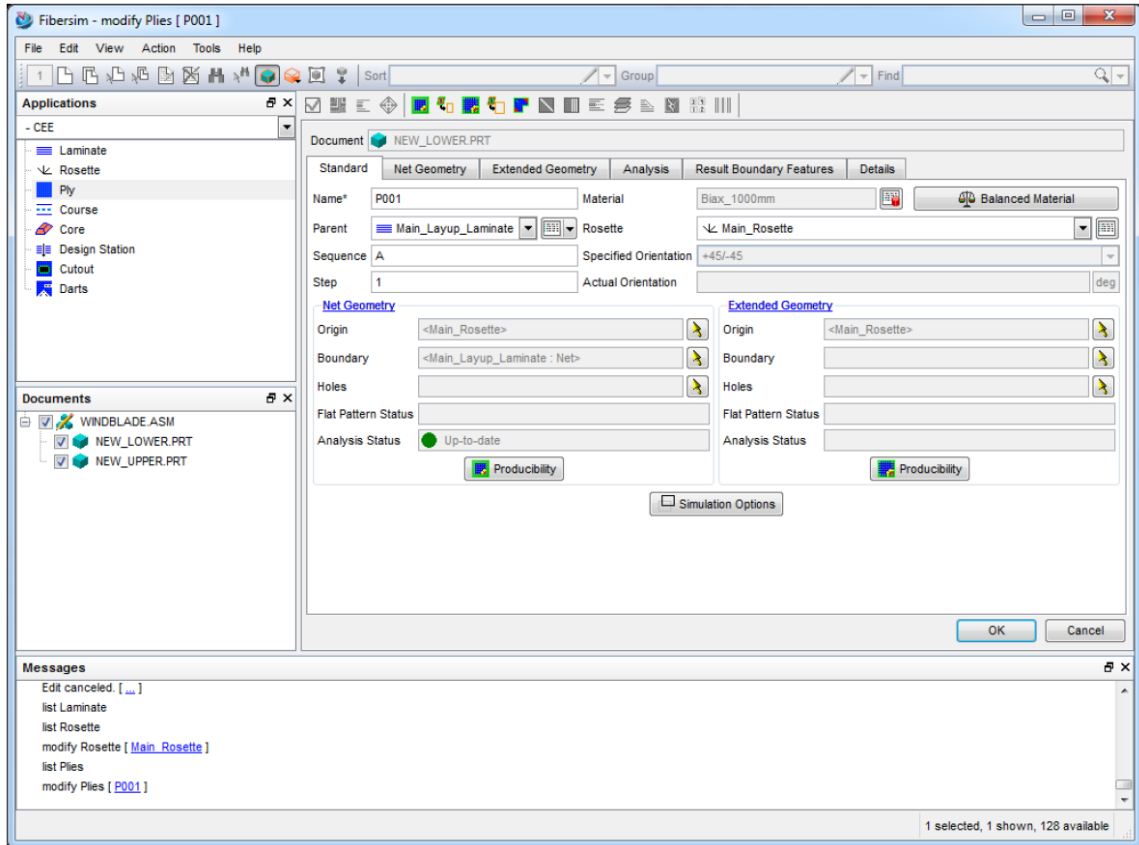 Fibersim - modify Plies [ P001 ]
File Edit View Action Tools Help
1 Sort Group Find
Applications
- CEE
Laminate
Rosette
Ply
Course
Core
Design Station
Cutout
Darts
Documents
WINDBLADE.ASM
NEW_LOWER.PRT
NEW_UPPER.PRT
Document NEW_LOWER.PRT
Standard Net Geometry Extended Geometry Analysis Result Boundary Features Details
Name* P001 Material Biax_1000mm Balanced Material
Parent Main_Layup_Laminate Rosette Main_Rosette
Sequence A Specified Orientation +45/-45
Step 1 Actual Orientation deg
Net Geometry
Origin <Main_Rosette>
Boundary <Main_Layup_Laminate : Net>
Holes
Flat Pattern Status
Analysis Status Up-to-date
Producibility
Extended Geometry
Origin <Main_Rosette>
Boundary
Holes
Flat Pattern Status
Analysis Status
Producibility
Simulation Options
OK Cancel
Messages
Edit canceled. [ ... ]
list Laminate
list Rosette
modify Rosette [ Main_Rosette ]
list Plies
modify Plies [ P001 ]
1 selected, 1 shown, 128 available